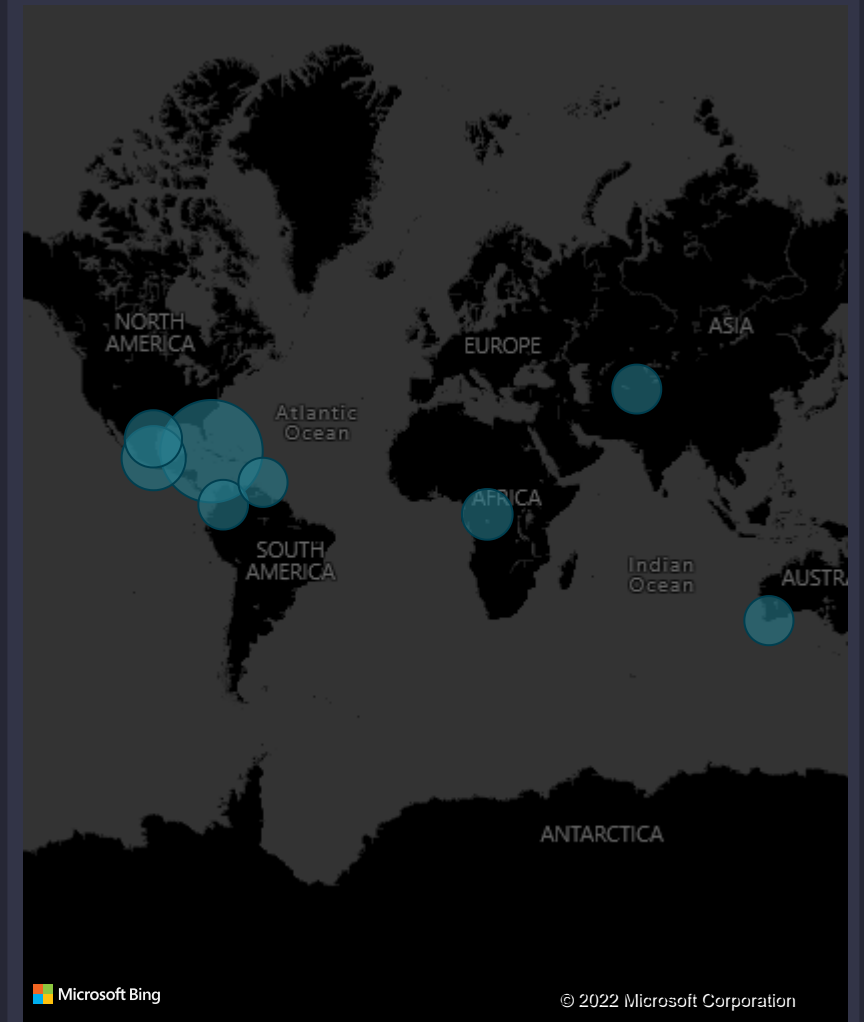 NORTH
AMERICA
ASIA
EUROPE
Atlantic
Ocean
AFRICA
SOUTH
AMERICA
Indian
Ocean
AUSTRA
ANTARCTICA
Microsoft Bing
© 2022 Microsoft Corporation